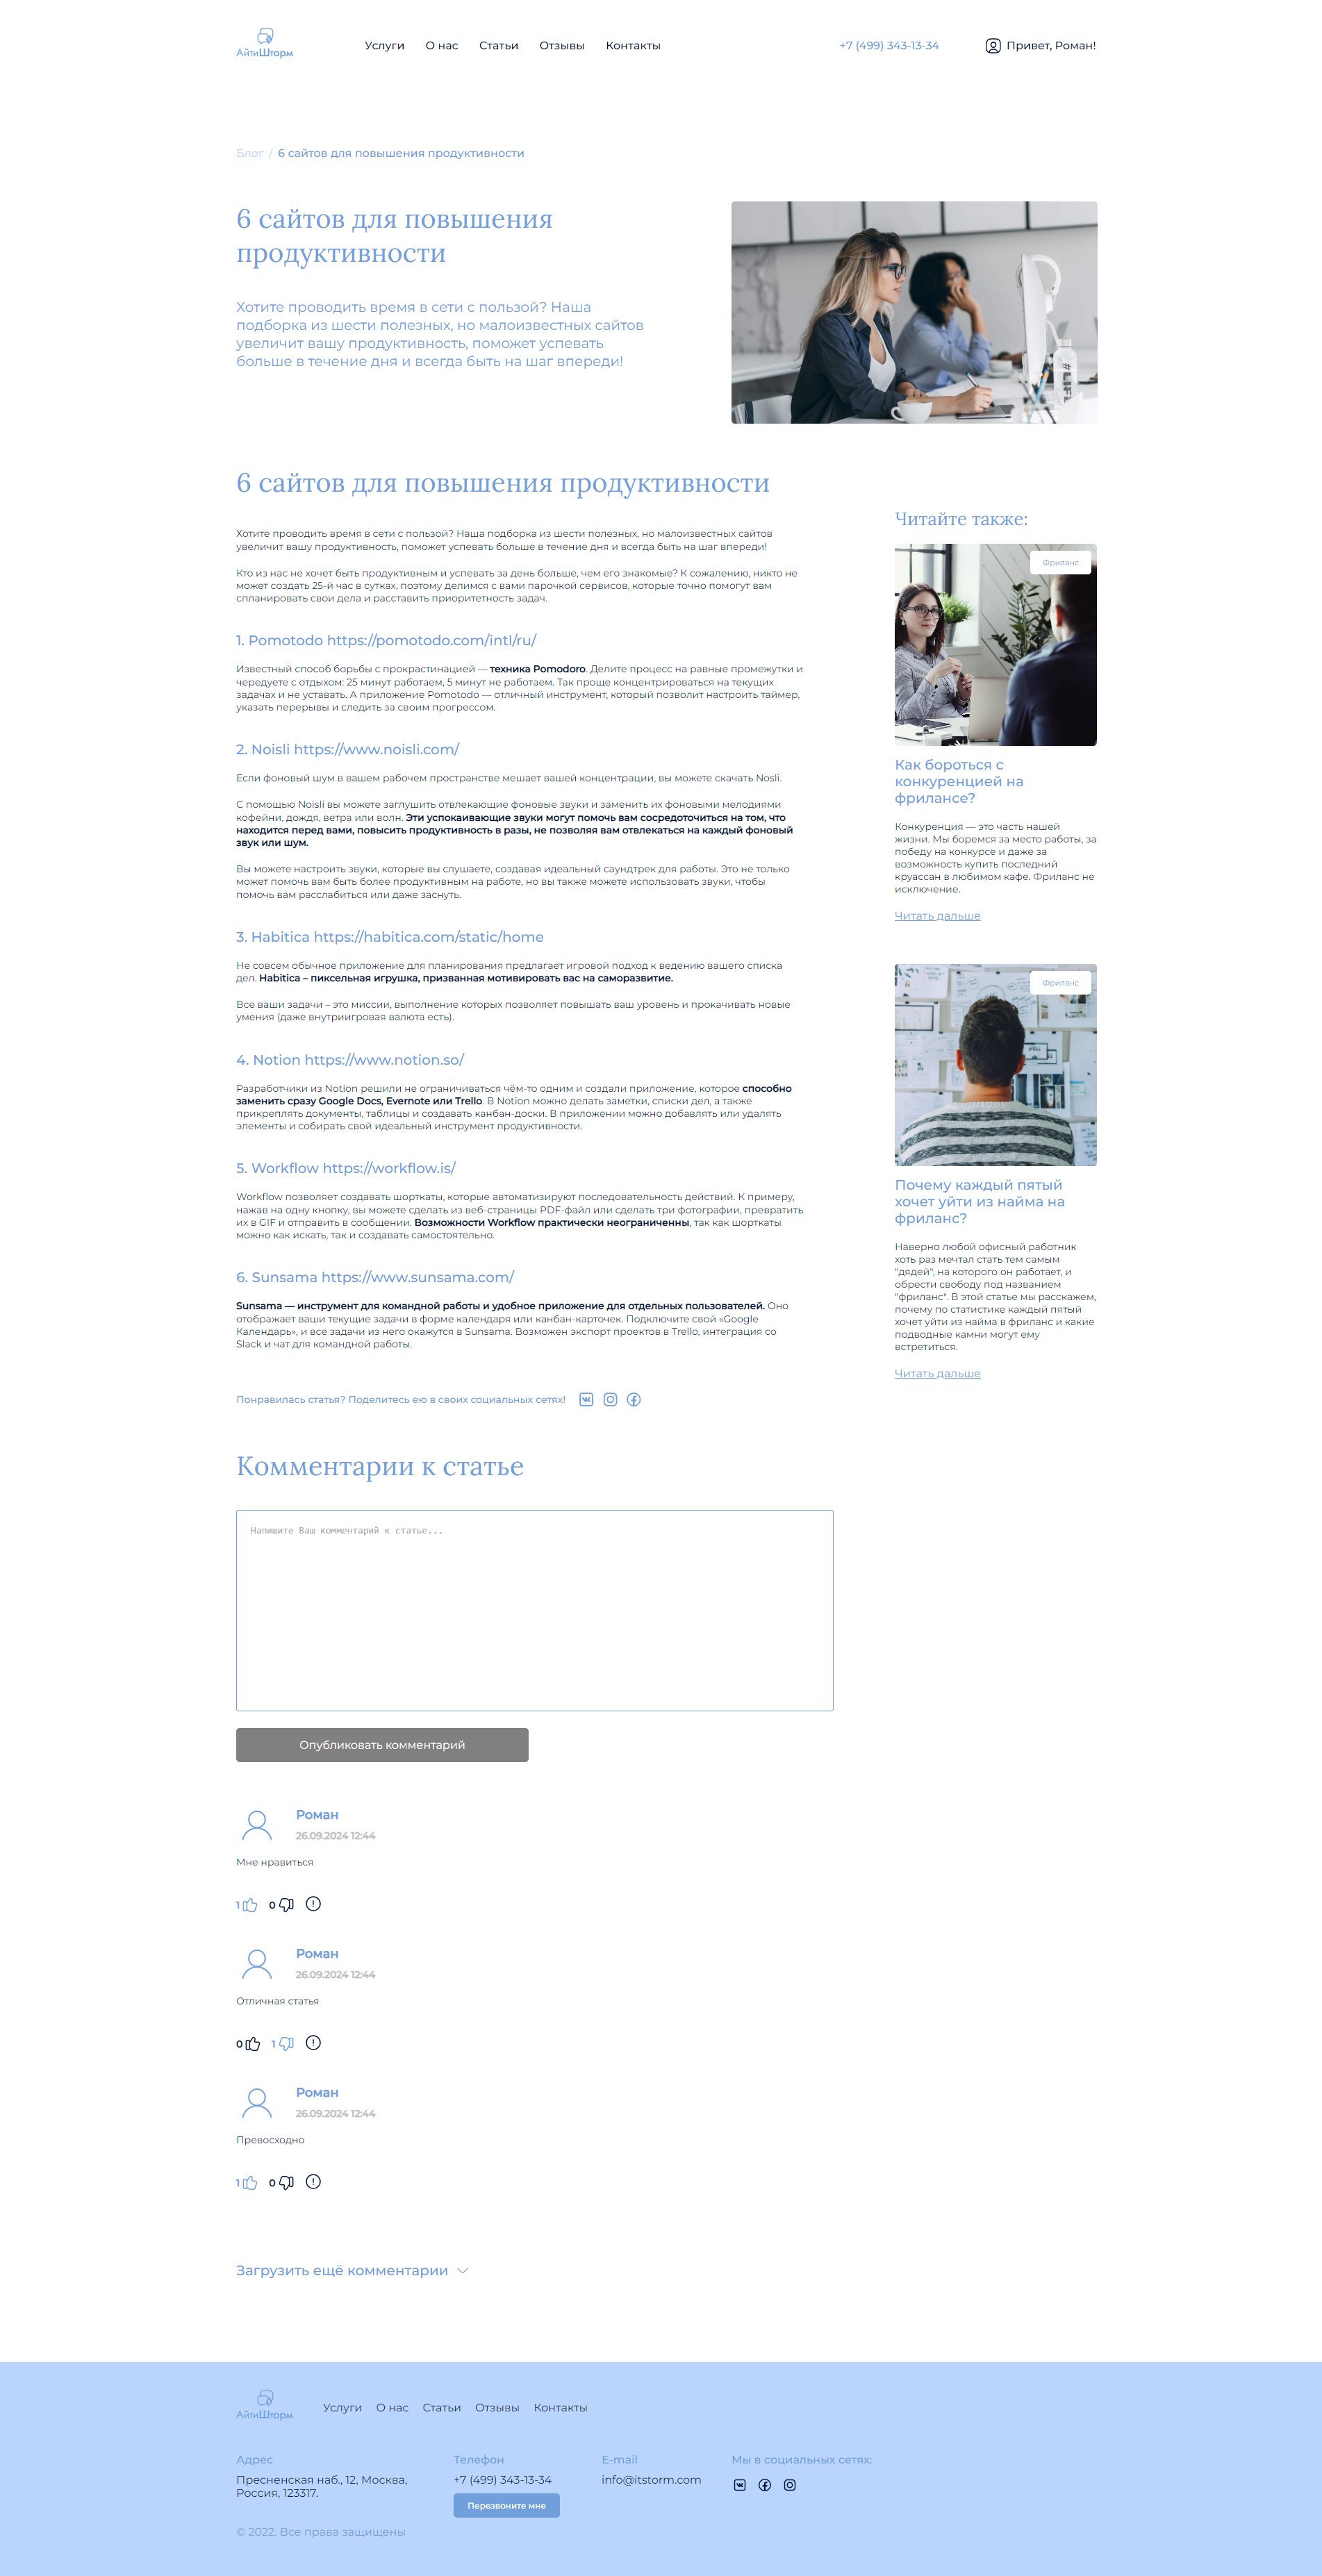 АйтиШторм
Услуги О нас Статьи Отзывы Контакты
+7 (499) 343-13-34
Привет, Роман!
Блог / 6 сайтов для повышения продуктивности
6 сайтов для повышения
продуктивности
Хотите проводить время в сети с пользой? Наша
подборка из шести полезных, но малоизвестных сайтов
увеличит вашу продуктивность, поможет успевать
больше в течение дня и всегда быть на шаг впереди!
6 сайтов для повышения продуктивности
Хотите проводить время в сети с пользой? Наша подборка из шести полезных, но малоизвестных сайтов
увеличит вашу продуктивность, поможет успевать больше в течение дня и всегда быть на шаг впереди!
Кто из нас не хочет быть продуктивным и успевать за день больше, чем его знакомые? К сожалению, никто не
может создать 25-й час в сутках, поэтому делимся с вами парочкой сервисов, которые точно помогут вам
спланировать свои дела и расставить приоритетность задач.
1. Pomotodo https://pomotodo.com/intl/ru/
Известный способ борьбы с прокрастинацией — техника Pomodoro. Делите процесс на равные промежутки и
чередуете с отдыхом: 25 минут работаем, 5 минут не работаем. Так проще концентрироваться на текущих
задачах и не уставать. А приложение Pomotodo — отличный инструмент, который позволит настроить таймер,
указать перерывы и следить за своим прогрессом.
2. Noisli https://www.noisli.com/
Если фоновый шум в вашем рабочем пространстве мешает вашей концентрации, вы можете скачать Nosli.
С помощью Noisli вы можете заглушить отвлекающие фоновые звуки и заменить их фоновыми мелодиями
кофейни, дождя, ветра или волн. Эти успокаивающие звуки могут помочь вам сосредоточиться на том, что
находится перед вами, повысить продуктивность в разы, не позволяя вам отвлекаться на каждый фоновый
звук или шум.
Вы можете настроить звуки, которые вы слушаете, создавая идеальный саундтрек для работы. Это не только
может помочь вам быть более продуктивным на работе, но вы также можете использовать звуки, чтобы
помочь вам расслабиться или даже заснуть.
3. Habitica https://habitica.com/static/home
Не совсем обычное приложение для планирования предлагает игровой подход к ведению вашего списка
дел. Habitica – пиксельная игрушка, призванная мотивировать вас на саморазвитие.
Все ваши задачи – это миссии, выполнение которых позволяет повышать ваш уровень и прокачивать новые
умения (даже внутриигровая валюта есть).
4. Notion https://www.notion.so/
Разработчики из Notion решили не ограничиваться чём-то одним и создали приложение, которое способно
заменить сразу Google Docs, Evernote или Trello. В Notion можно делать заметки, списки дел, а также
прикреплять документы, таблицы и создавать канбан-доски. В приложении можно добавлять или удалять
элементы и собирать свой идеальный инструмент продуктивности.
5. Workflow https://workflow.is/
Workflow позволяет создавать шорткаты, которые автоматизируют последовательность действий. К примеру,
нажав на одну кнопку, вы можете сделать из веб-страницы PDF-файл или сделать три фотографии, превратить
их в GIF и отправить в сообщении. Возможности Workflow практически неограниченны, так как шорткаты
можно как искать, так и создавать самостоятельно.
6. Sunsama https://www.sunsama.com/
Sunsama — инструмент для командной работы и удобное приложение для отдельных пользователей. Оно
отображает ваши текущие задачи в форме календаря или канбан-карточек. Подключите свой «Google
Календарь», и все задачи из него окажутся в Sunsama. Возможен экспорт проектов в Trello, интеграция со
Slack и чат для командной работы.
Понравилась статья? Поделитесь ею в своих социальных сетях!
Читайте также:
Фриланс
Как бороться с
конкуренцией на
фрилансе?
Конкуренция — это часть нашей
жизни. Мы боремся за место работы, за
победу на конкурсе и даже за
возможность купить последний
круассан в любимом кафе. Фриланс не
исключение.
Читать дальше
Фриланс
Почему каждый пятый
хочет уйти из найма на
фриланс?
Наверно любой офисный работник
хоть раз мечтал стать тем самым
"дядей", на которого он работает, и
обрести свободу под названием
"фриланс". В этой статье мы расскажем,
почему по статистике каждый пятый
хочет уйти из найма в фриланс и какие
подводные камни могут ему
встретиться.
Читать дальше
Комментарии к статье
Напишите Ваш комментарий к статье...
Опубликовать комментарий
Роман
26.09.2024 12:44
Мне нравиться
1 0
Роман
26.09.2024 12:44
Отличная статья
0 1
Роман
26.09.2024 12:44
Превосходно
1 0
Загрузить ещё комментарии
АйтиШторм
Услуги О нас Статьи Отзывы Контакты
Адрес
Пресненская наб., 12, Москва,
Россия, 123317.
Телефон
+7 (499) 343-13-34
Перезвоните мне
E-mail
info@itstorm.com
Мы в социальных сетях:
© 2022. Все права защищены